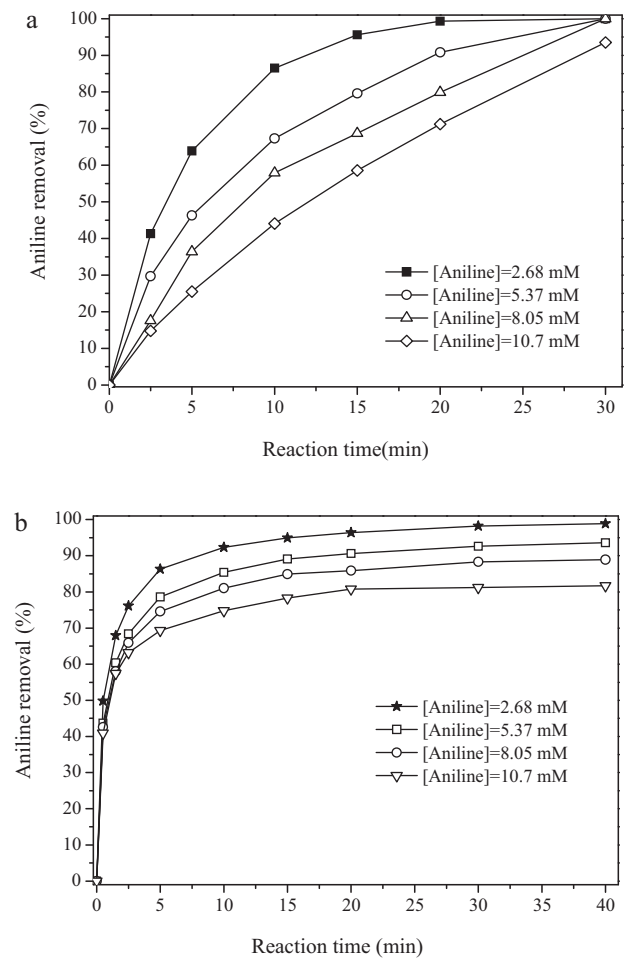 a
100
90
80
70
60
50
40
30
20
10
0
Aniline removal (%)
[Aniline]=2.68 mM
[Aniline]=5.37 mM
[Aniline]=8.05 mM
[Aniline]=10.7 mM
0 5 10 15 20 25 30
Reaction time(min)
b
100
90
80
70
60
50
40
30
20
10
0
Aniline removal (%)
[Aniline]=2.68 mM
[Aniline]=5.37 mM
[Aniline]=8.05 mM
[Aniline]=10.7 mM
0 5 10 15 20 25 30 35 40
Reaction time (min)